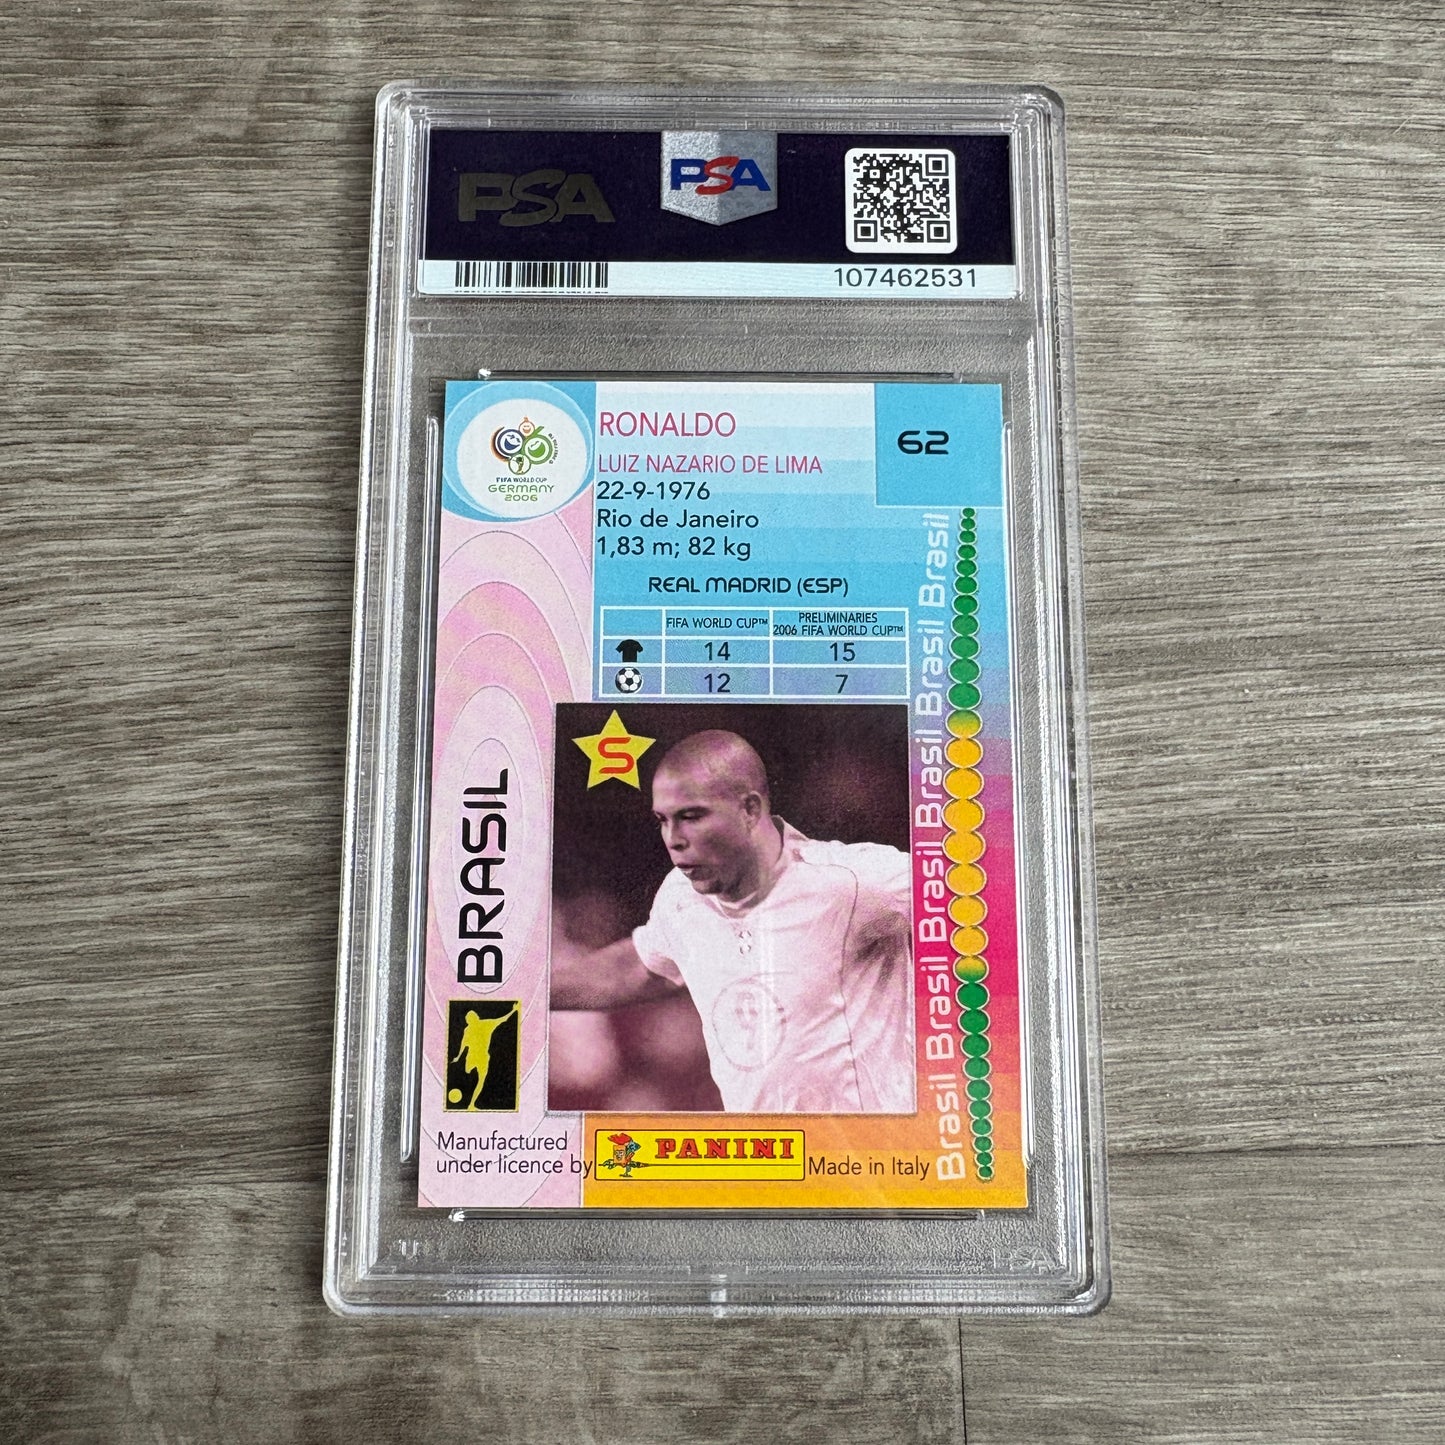 PSA
PSA
107462531
FIFA WORLD CUP
GERMANY
2006
RONALDO
62
LUIZ NAZARIO DE LIMA
22-9-1976
Rio de Janeiro
1,83 m; 82 kg
REAL MADRID (ESP)
FIFA WORLD CUP™
PRELIMINARIES
2006 FIFA WORLD CUP™
14
15
12
7
S
BRASIL
Brasil Brasil Brasil Brasil Brasil Brasil Brasil
Manufactured
under licence by
PANINI
Made in Italy
PSA